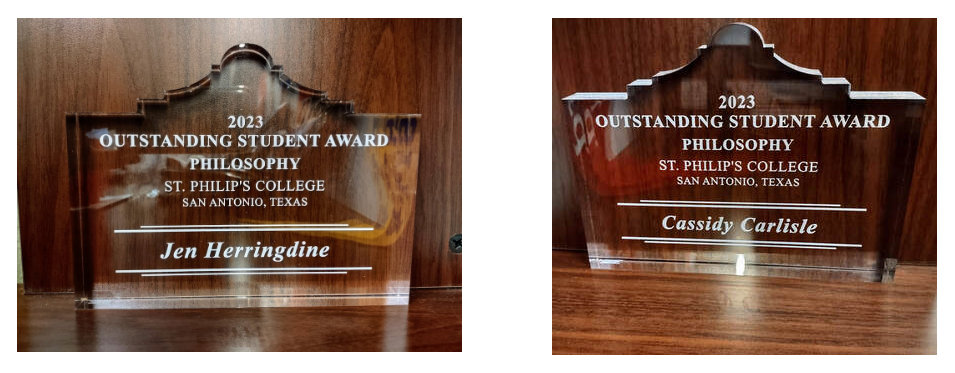 2023
OUTSTANDING STUDENT AWARD
PHILOSOPHY
ST. PHILIP'S COLLEGE
SAN ANTONIO, TEXAS
Jen Herringdine
2023
OUTSTANDING STUDENT AWARD
PHILOSOPHY
ST. PHILIP'S COLLEGE
SAN ANTONIO, TEXAS
Cassidy Carlisle